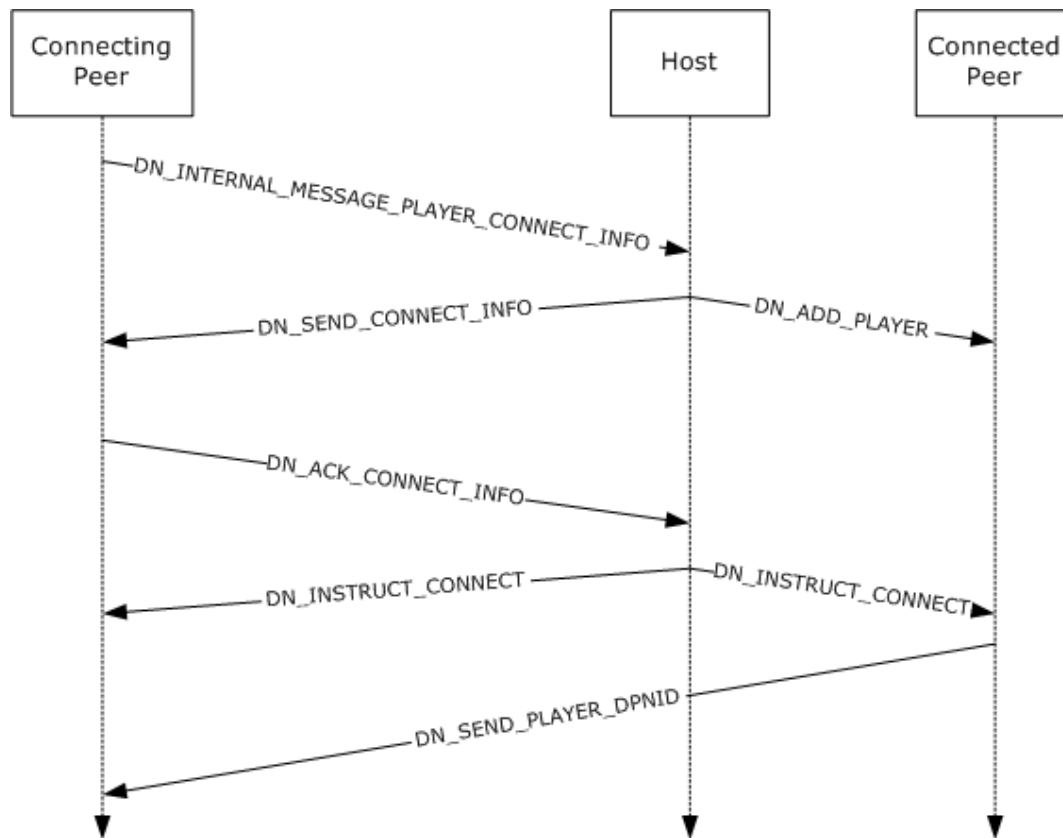 Connecting
Peer
Host
Connected
Peer
DN_INTERNAL_MESSAGE_PLAYER_CONNECT_INFO
DN_SEND_CONNECT_INFO
DN_ADD_PLAYER
DN_ACK_CONNECT_INFO
DN_INSTRUCT_CONNECT
DN_INSTRUCT_CONNECT
DN_SEND_PLAYER_DPNID